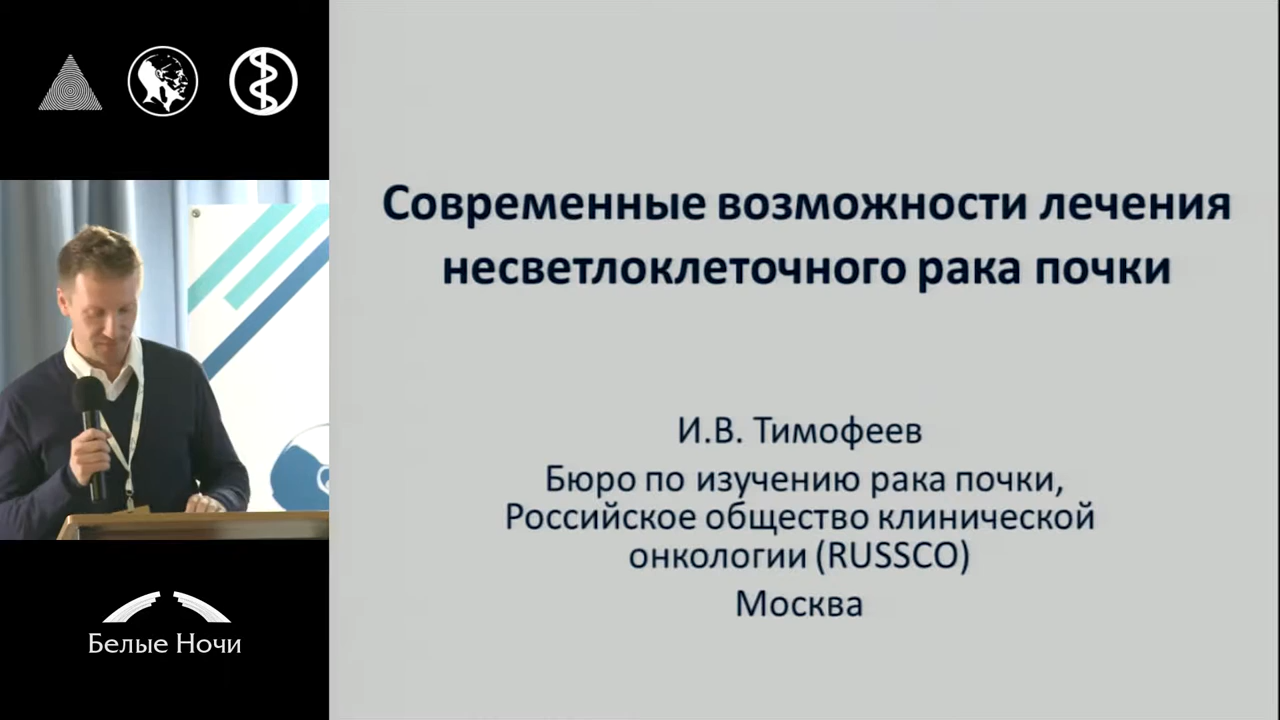 Современные возможности лечения
несветлоклеточного рака почки
И.В. Тимофеев
Бюро по изучению рака почки,
Российское общество клинической
онкологии (RUSSCO)
Москва
Белые Ночи